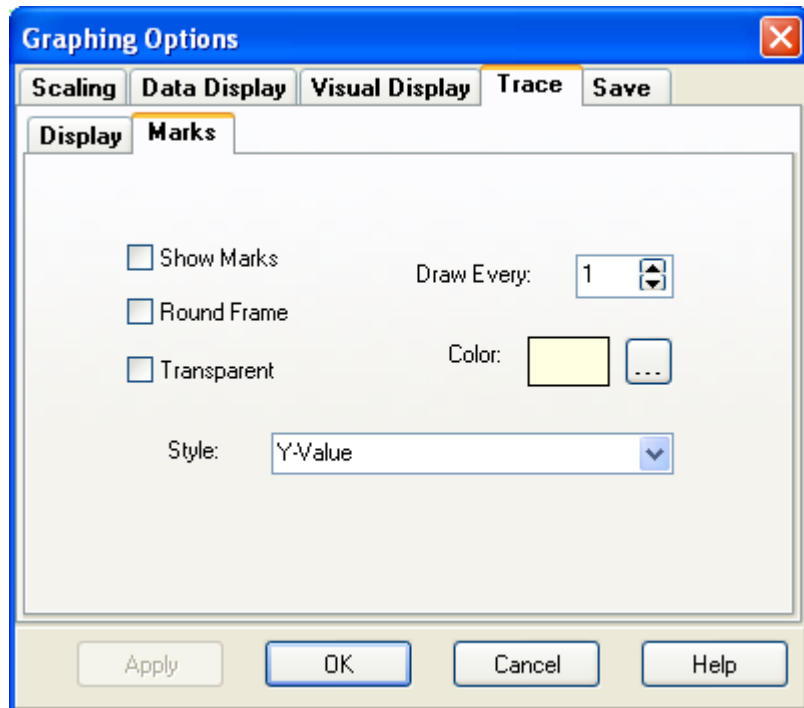 Graphing Options
Scaling Data Display Visual Display Trace Save
Display Marks
Show Marks
Draw Every: 1
Round Frame
Color: ...
Transparent
Style: Y-Value
Apply OK Cancel Help